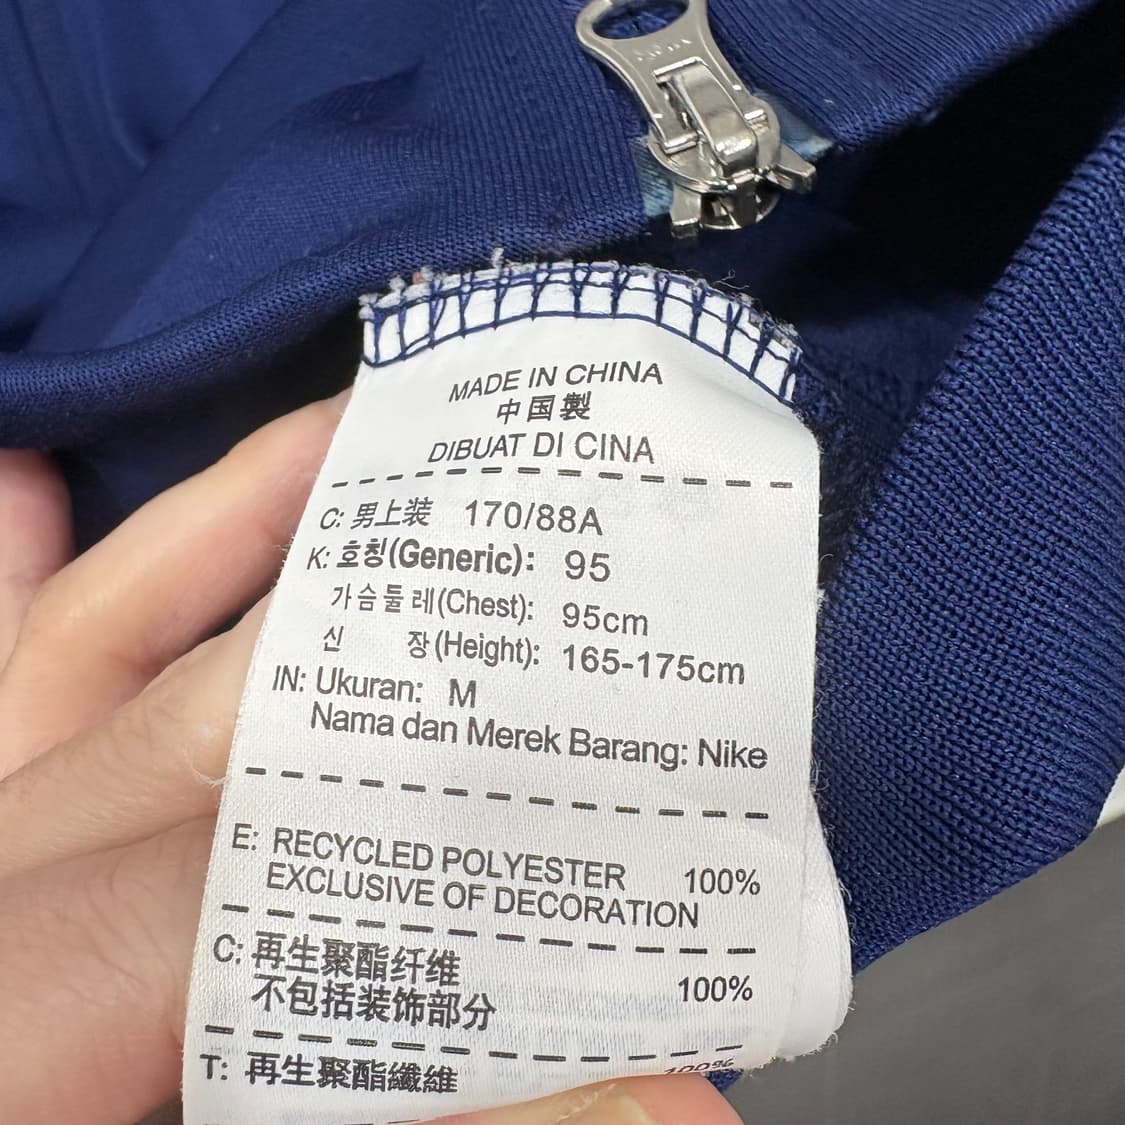 MADE IN CHINA
中国製
DIBUAT DI CINA
C: 男上装 170/88A
K: 호칭(Generic): 95
가슴둘레(Chest): 95cm
신 장(Height): 165-175cm
IN: Ukuran: M
Nama dan Merek Barang: Nike
E: RECYCLED POLYESTER 100%
EXCLUSIVE OF DECORATION
C: 再生聚酯纤维 100%
不包括装饰部分
T: 再生聚酯纖維 100%